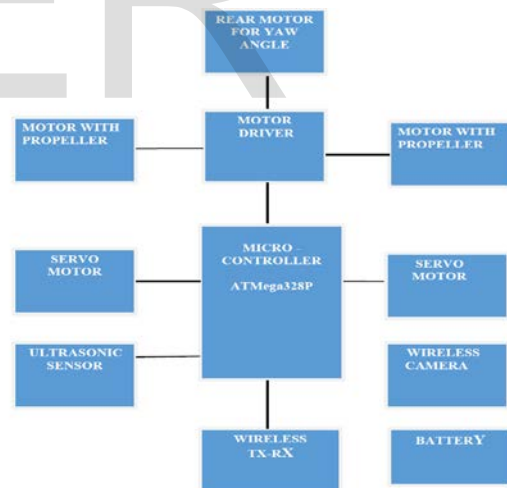 REAR MOTOR
FOR YAW
ANGLE
MOTOR WITH
PROPELLER
MOTOR
DRIVER
MOTOR WITH
PROPELLER
SERVO
MOTOR
MICRO -
CONTROLLER
ATMega328P
SERVO
MOTOR
ULTRASONIC
SENSOR
WIRELESS
CAMERA
WIRELESS
TX-RX
BATTERY